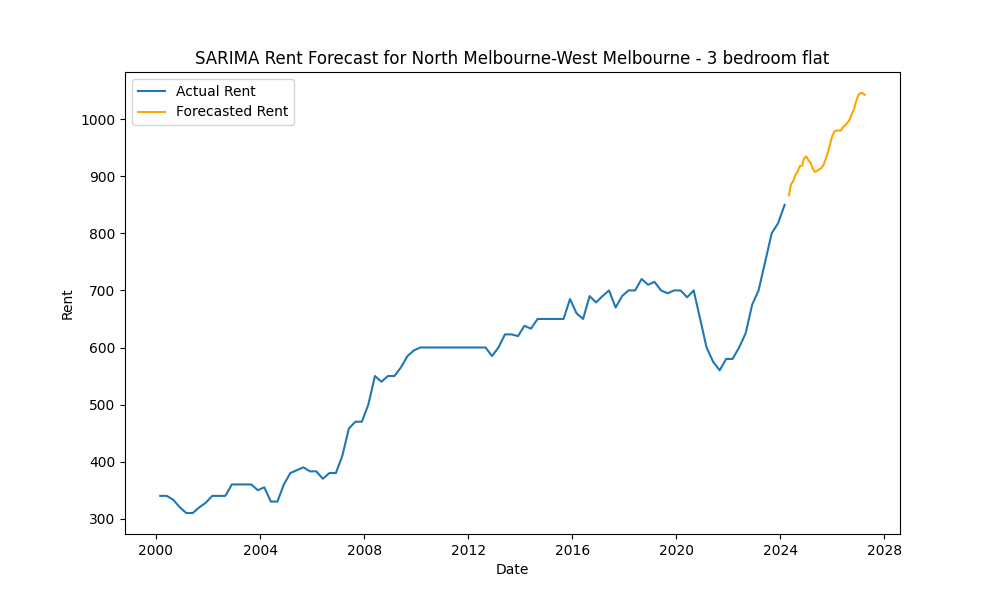 SARIMA Rent Forecast for North Melbourne-West Melbourne - 3 bedroom flat
Actual Rent
Forecasted Rent
Rent
1000
900
800
700
600
500
400
300
2000 2004 2008 2012 2016 2020 2024 2028
Date